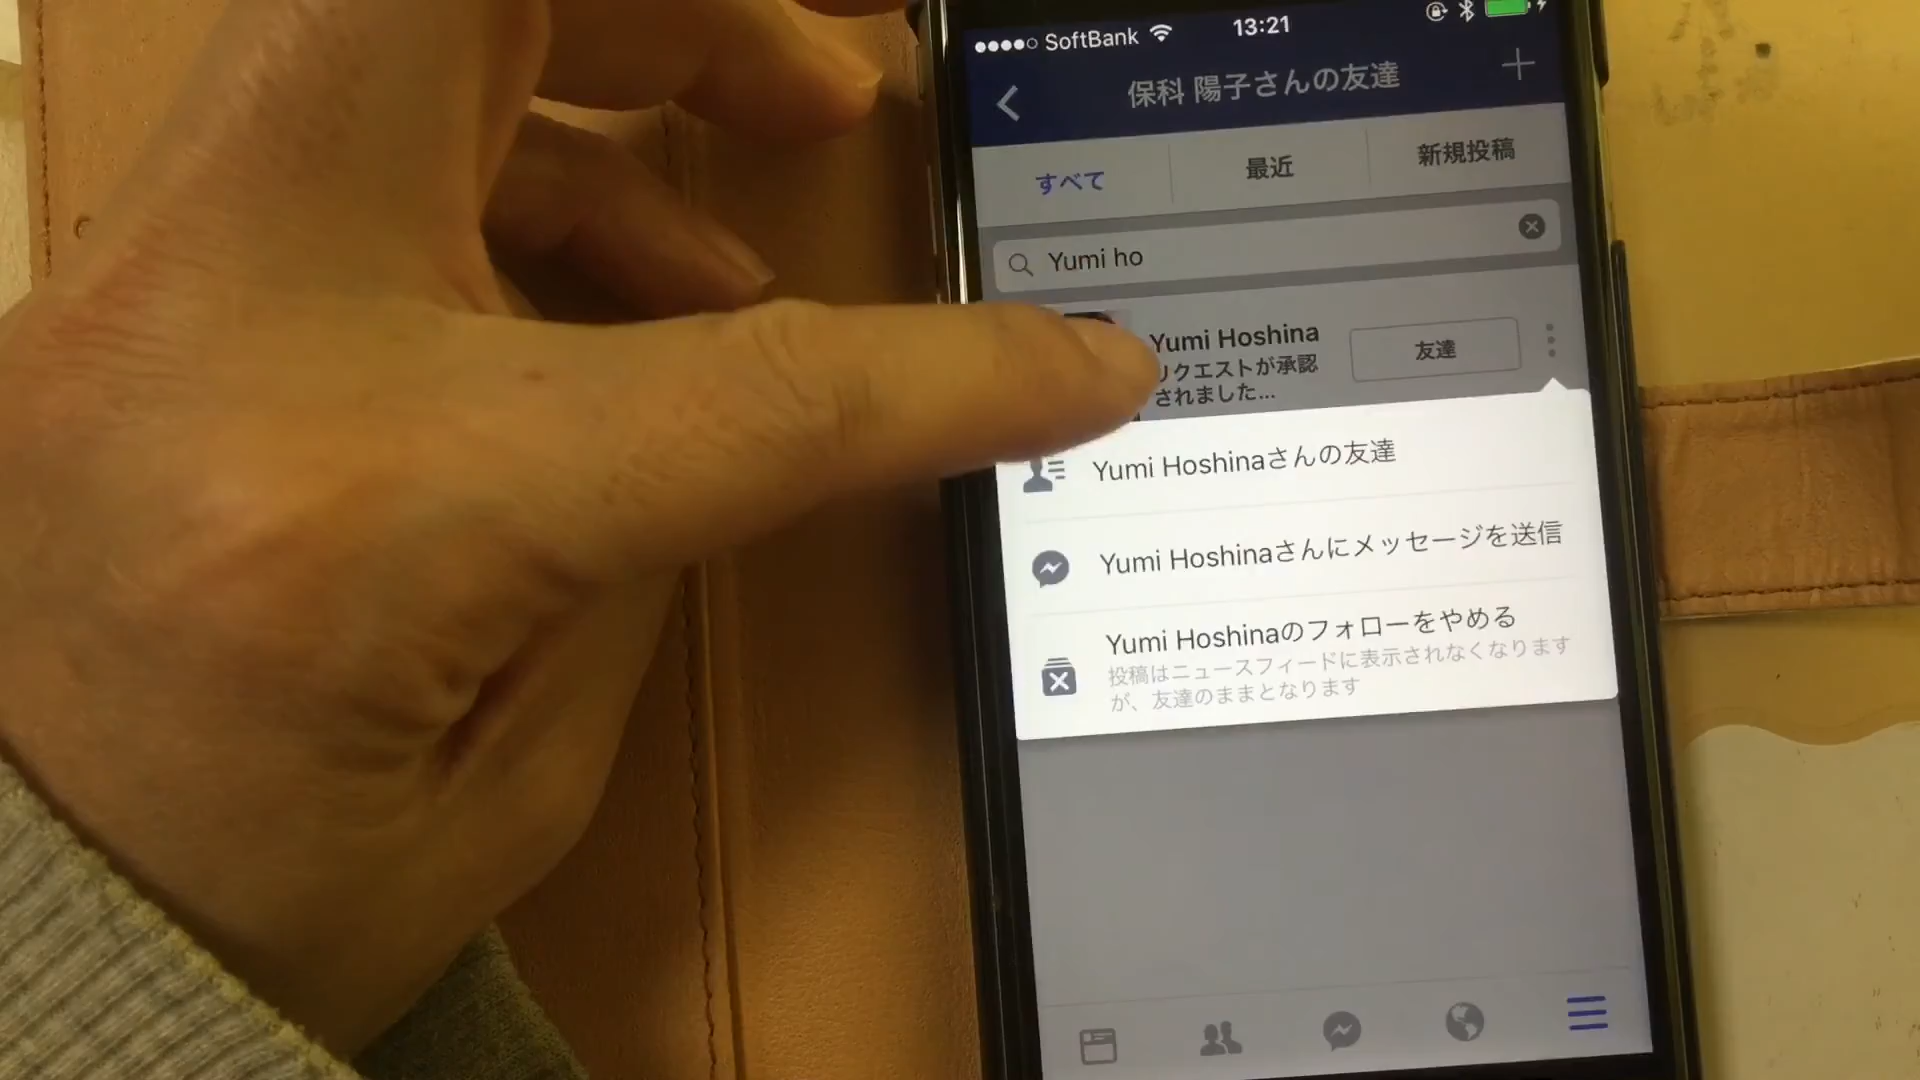 SoftBank 13:21
保科 陽子さんの友達
すべて 最近 新規投稿
Yumi ho
Yumi Hoshina
リクエストが承認
されました...
友達
Yumi Hoshinaさんの友達
Yumi Hoshinaさんにメッセージを送信
Yumi Hoshinaのフォローをやめる
投稿はニュースフィードに表示されなくなります
が、友達のままとなります